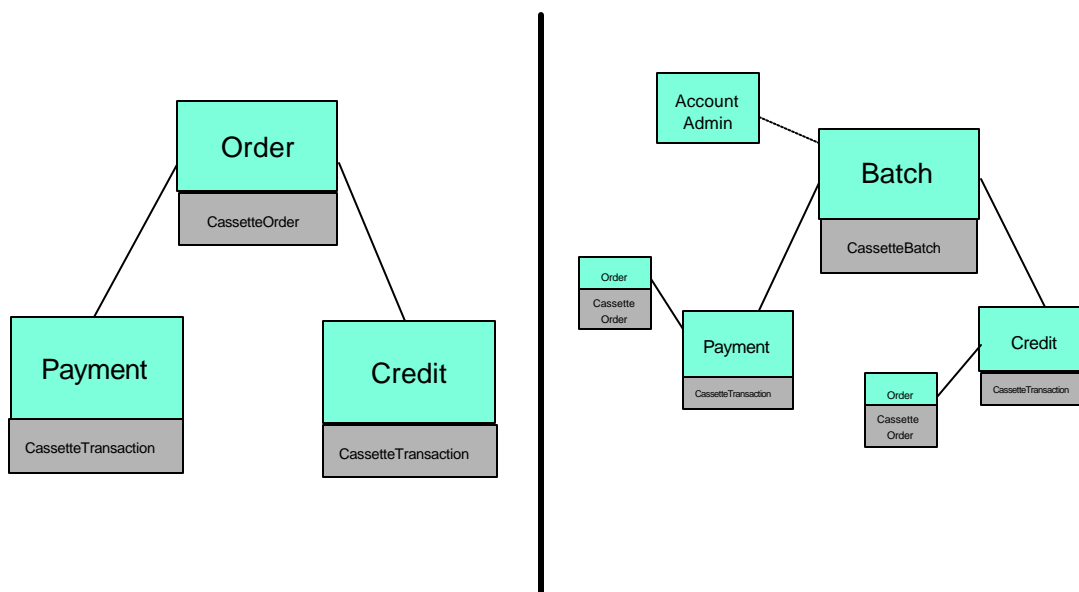 Order
CassetteOrder
Payment
CassetteTransaction
Credit
CassetteTransaction
Account
Admin
Batch
CassetteBatch
Order
Cassette
Order
Payment
CassetteTransaction
Order
Cassette
Order
Credit
CassetteTransaction